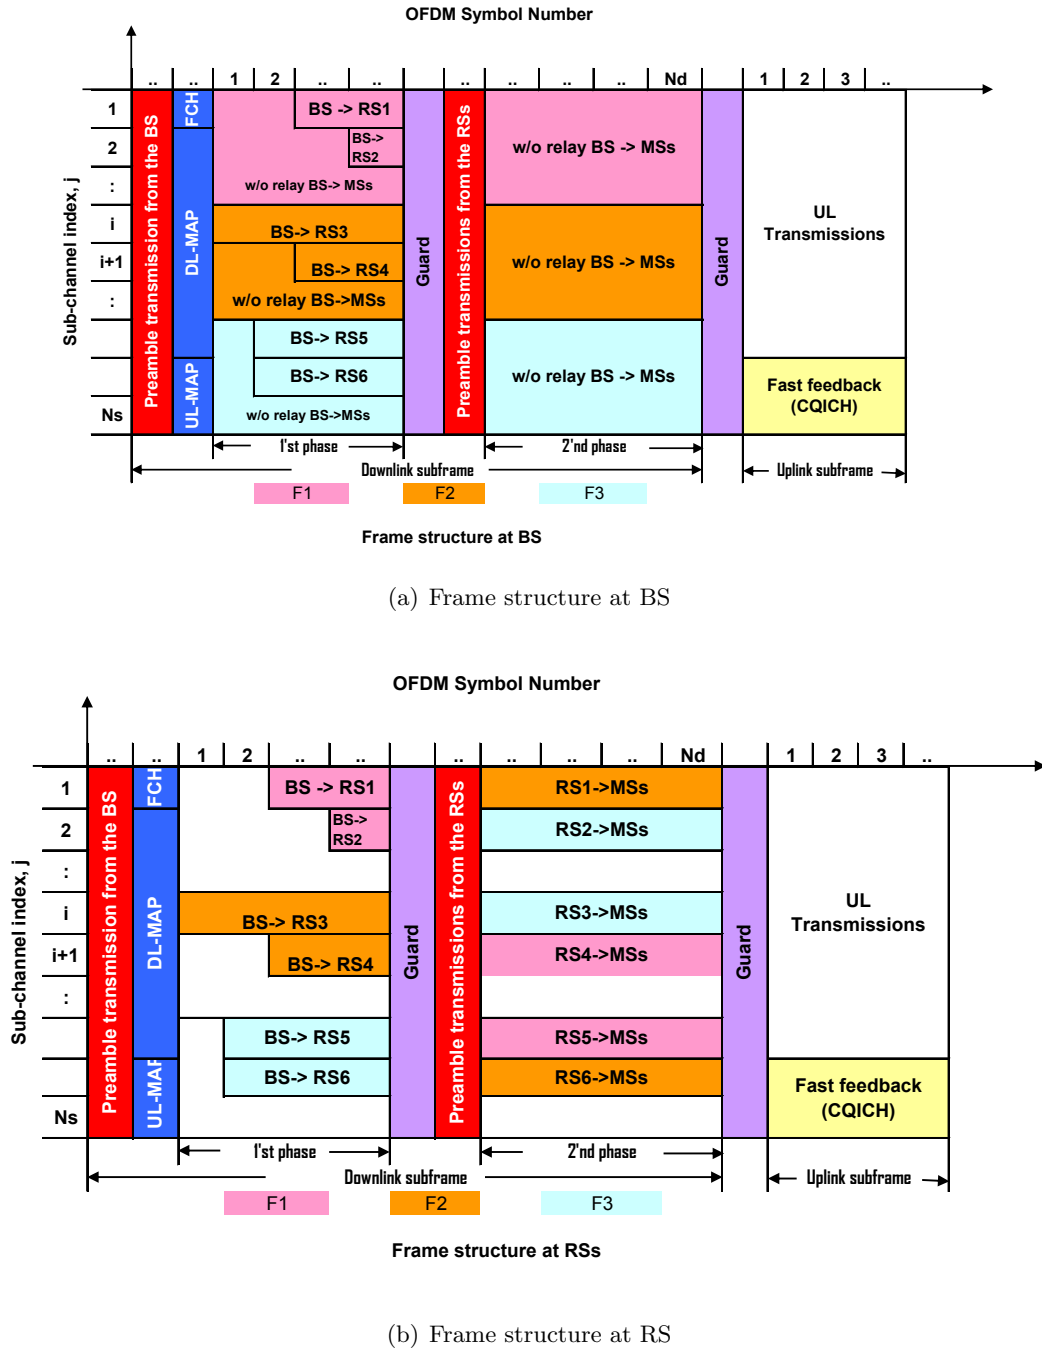 OFDM Symbol Number
.. .. 1 2 .. .. .. .. .. .. Nd 1 2 3 ..
Sub-channel index, j
1
2
:
i
i+1
:
Ns
Preamble transmission from the BS
FCH
DL-MAP
UL-MAP
BS -> RS1
BS->
RS2
w/o relay BS-> MSs
BS-> RS3
BS-> RS4
w/o relay BS->MSs
BS-> RS5
BS-> RS6
w/o relay BS->MSs
Guard
Preamble transmissions from the RSs
w/o relay BS -> MSs
w/o relay BS -> MSs
w/o relay BS -> MSs
Guard
UL
Transmissions
Fast feedback
(CQICH)
1'st phase
2'nd phase
Downlink subframe
Uplink subframe
F1
F2
F3
Frame structure at BS
(a) Frame structure at BS
OFDM Symbol Number
.. .. 1 2 .. .. .. .. .. .. Nd 1 2 3 ..
Sub-channel index, j
1
2
:
i
i+1
:
Ns
Preamble transmission from the BS
FCH
DL-MAP
UL-MAP
BS -> RS1
BS->
RS2
BS-> RS3
BS-> RS4
BS-> RS5
BS-> RS6
Guard
Preamble transmissions from the RSs
RS1->MSs
RS2->MSs
RS3->MSs
RS4->MSs
RS5->MSs
RS6->MSs
Guard
UL
Transmissions
Fast feedback
(CQICH)
1'st phase
2'nd phase
Downlink subframe
Uplink subframe
F1
F2
F3
Frame structure at RSs
(b) Frame structure at RS